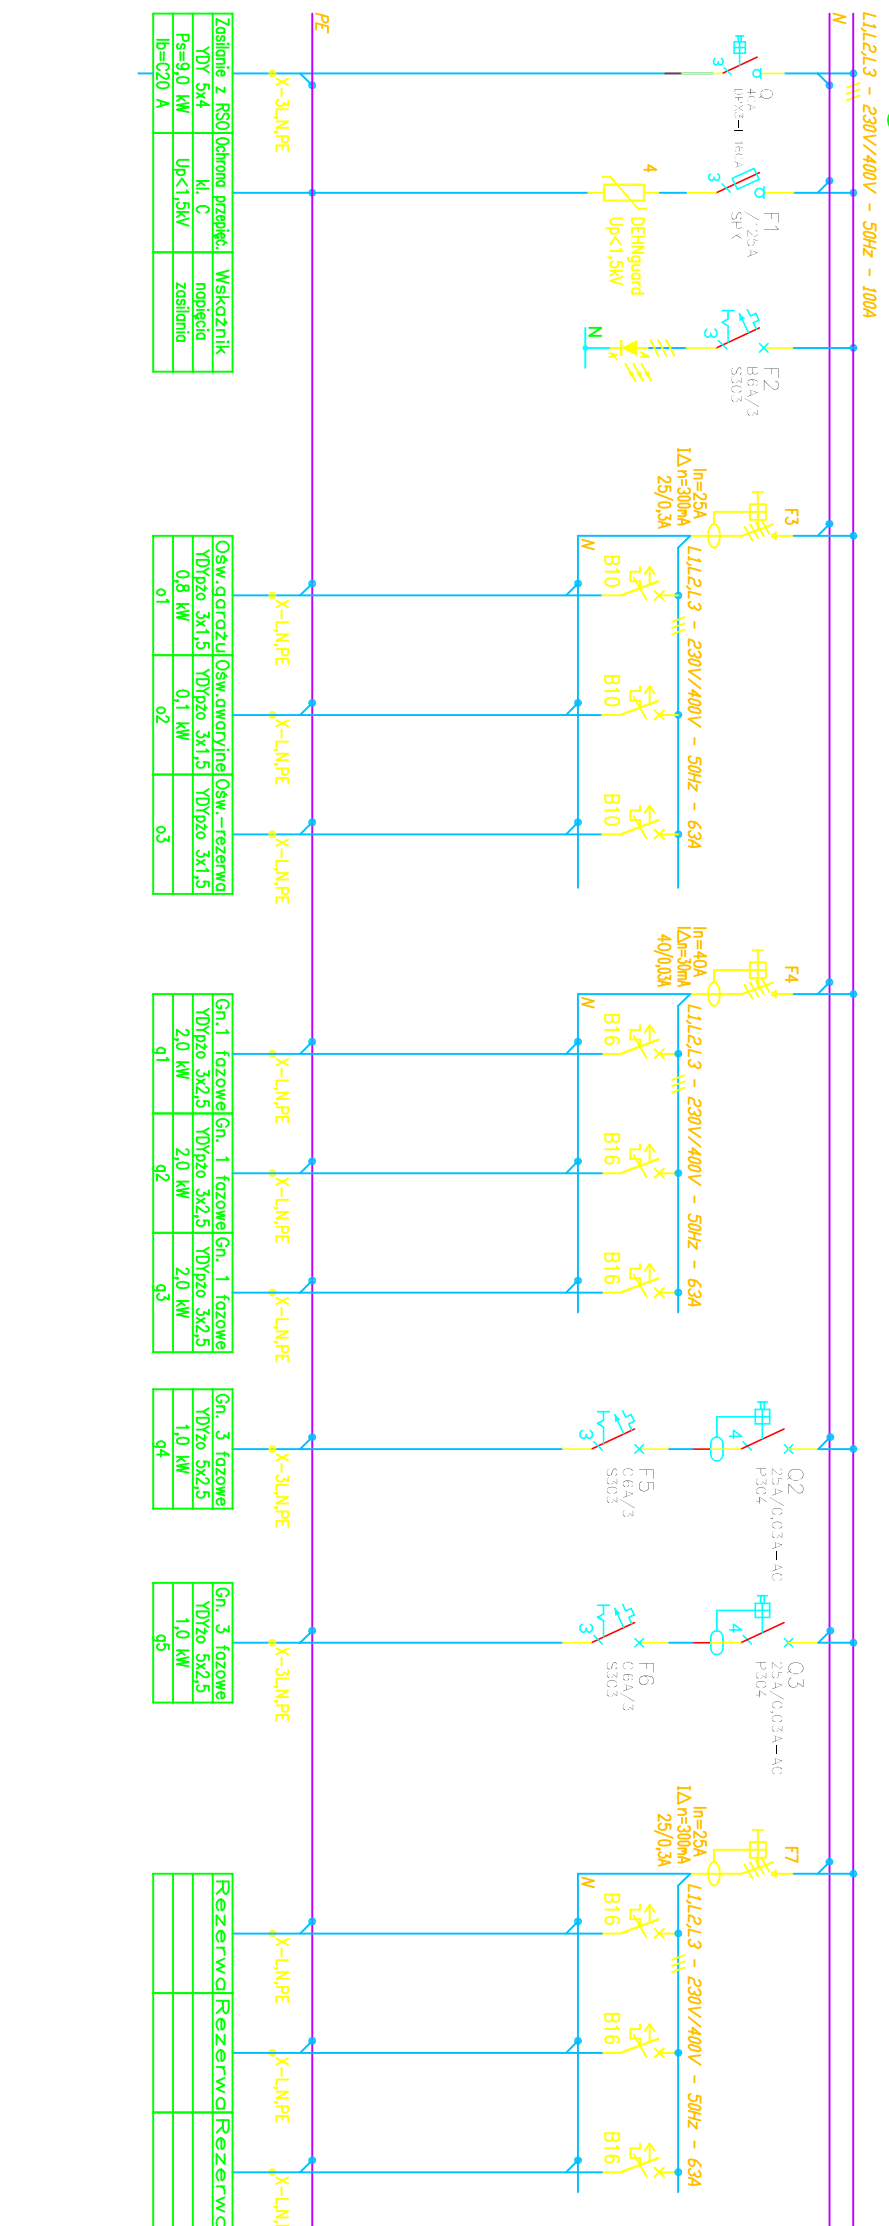 L1,L2,L3 - 230V/400V - 50Hz - 100A
N
PE
Q
3
F1
3
4
DEHNguard
Up<1,5kV
F2
B6A/3
S303
3
N
X-3L,N,PE
Zasilanie z RSO
YDY 5x4
Ps=9,0 kW
Ib=C20 A
Ochrona przepięć.
kl. C
Up<1,5kV
Wskaźnik
napięcia
zasilania
F3
In=25A
I∆n=300mA
25/0,3A
L1,L2,L3 - 230V/400V - 50Hz - 63A
N
B10
B10
B10
X-L,N,PE
X-L,N,PE
X-L,N,PE
Ośw.garażu
YDYpżo 3x1,5
0,8 kW
o1
Ośw.awaryjne
YDYpżo 3x1,5
0,1 kW
o2
Ośw.-rezerwa
YDYpżo 3x1,5
o3
F4
In=40A
I∆n=30mA
40/0,03A
L1,L2,L3 - 230V/400V - 50Hz - 63A
N
B16
B16
B16
X-L,N,PE
X-L,N,PE
X-L,N,PE
Gn.1 fazowe
YDYpżo 3x2,5
2,0 kW
g1
Gn. 1 fazowe
YDYpżo 3x2,5
2,0 kW
g2
Gn. 1 fazowe
YDYpżo 3x2,5
2,0 kW
g3
Q2
25A/0,03A-AC
P304
4
F5
C6A/3
S303
3
X-3L,N,PE
Gn. 3 fazowe
YDYżo 5x2,5
1,0 kW
g4
Q3
25A/0,03A-AC
P304
4
F6
C6A/3
S303
3
X-3L,N,PE
Gn. 3 fazowe
YDYżo 5x2,5
1,0 kW
g5
F7
In=25A
I∆n=300mA
25/0,3A
L1,L2,L3 - 230V/400V - 50Hz - 63A
N
B16
B16
B16
X-L,N,PE
X-L,N,PE
X-L,N,
Rezerwa
Rezerwa
Rezerwa